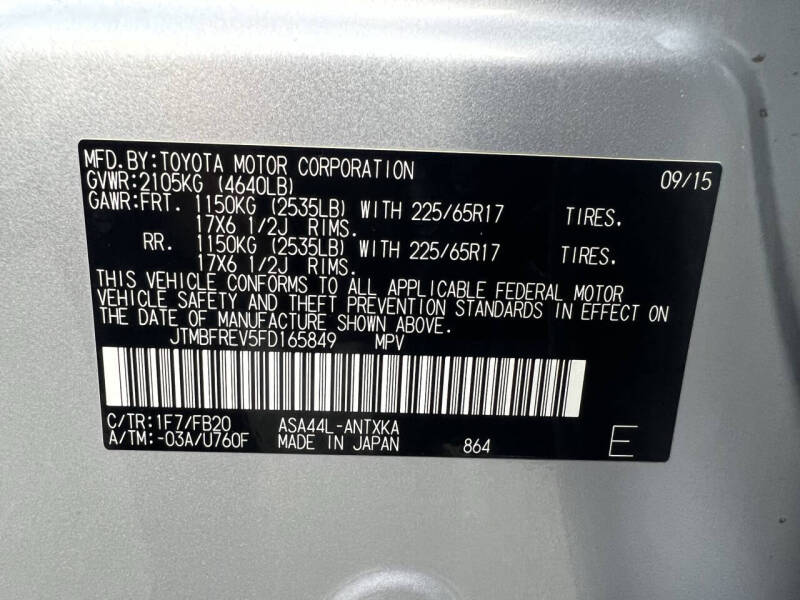 MFD.BY:TOYOTA MOTOR CORPORATION 09/15
GVWR:2105KG (4640LB)
GAWR:FRT. 1150KG (2535LB) WITH 225/65R17 TIRES.
17X6 1/2J RIMS.
RR. 1150KG (2535LB) WITH 225/65R17 TIRES.
17X6 1/2J RIMS.
THIS VEHICLE CONFORMS TO ALL APPLICABLE FEDERAL MOTOR
VEHICLE SAFETY AND THEFT PREVENTION STANDARDS IN EFFECT ON
THE DATE OF MANUFACTURE SHOWN ABOVE.
JTMBFREV5FD165849 MPV
C/TR:1F7/FB20 ASA44L-ANTXKA
A/TM:-03A/U760F MADE IN JAPAN 864 E